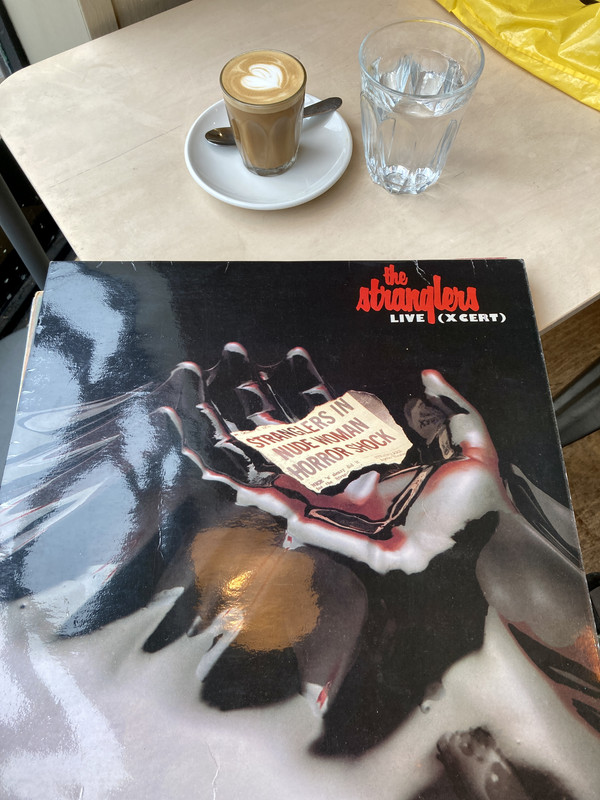 the
stranglers
LIVE (X CERT)
STRANGLERS IN
NUDE WOMAN
HORROR SHOCK